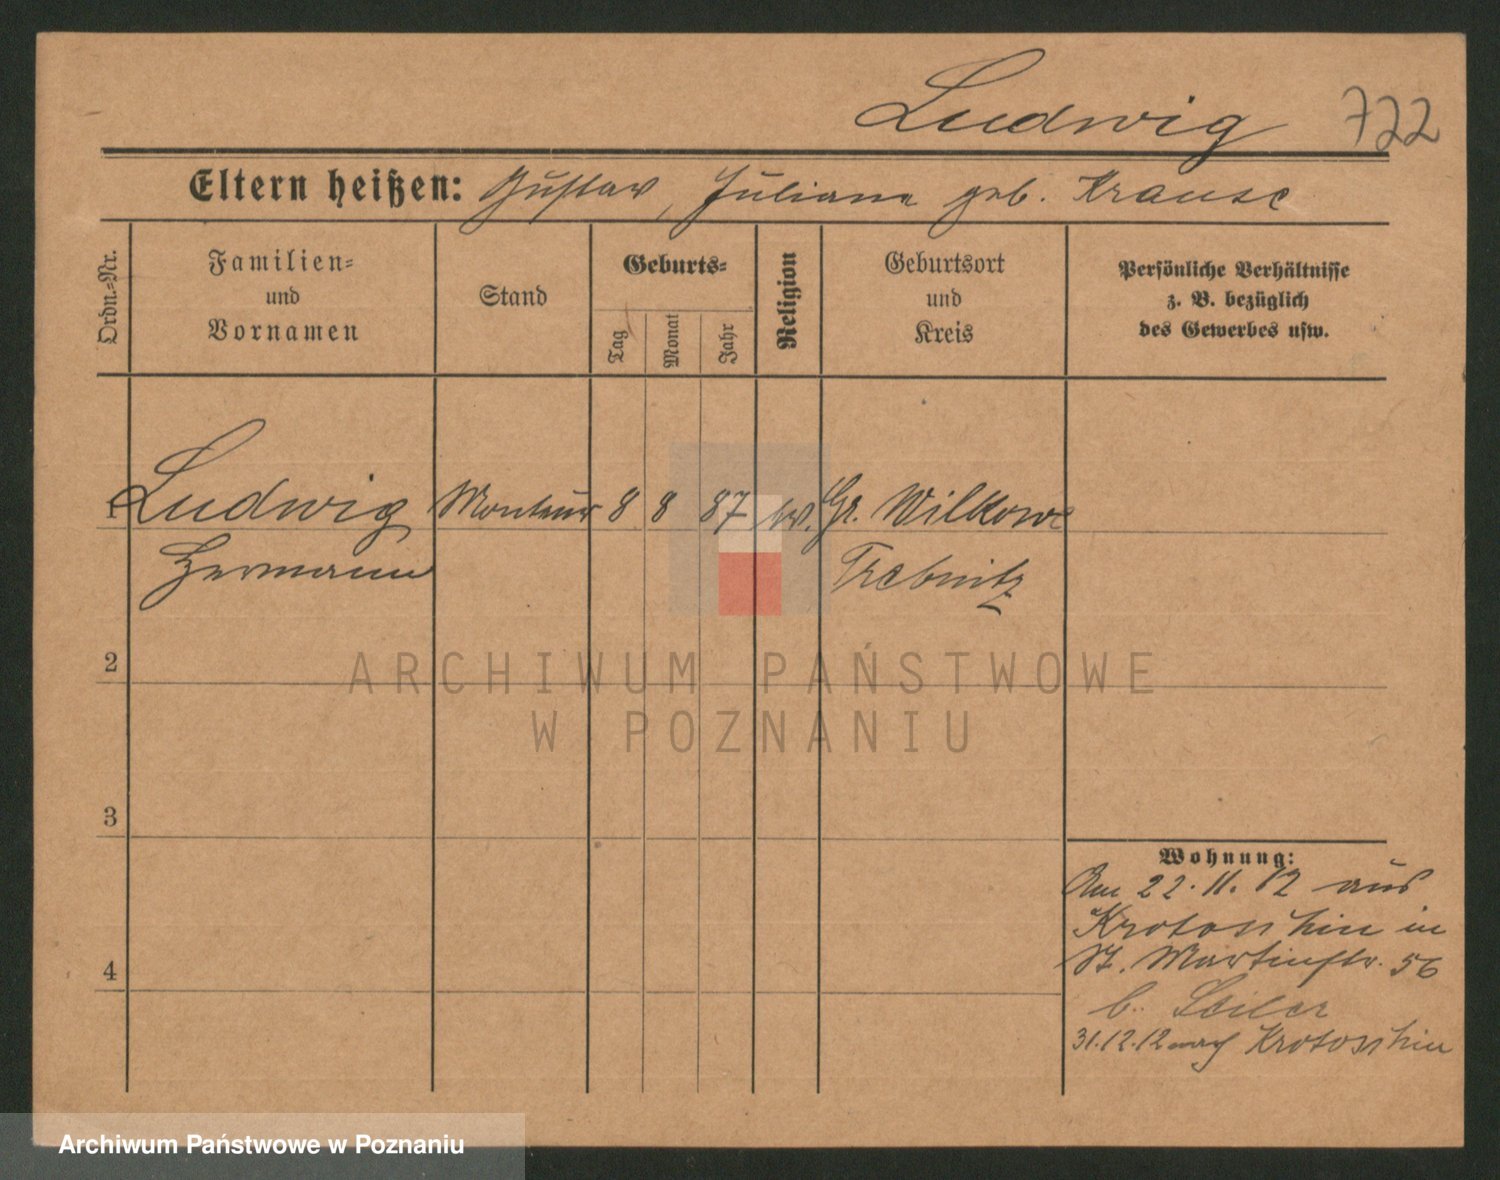 Ludwig 722
Eltern heißen: Gustav, Juliana geb. Krause
Ordn.-Nr.
Familien-
und
Vornamen
Stand
Geburts-
Tag
Monat
Jahr
Religion
Geburtsort
und
Kreis
Persönliche Verhältnisse
z. B. bezüglich
des Gewerbes usw.
1 Ludwig Monteur 8 8 87 ev. Gr. Wilkowe
Hermann Trebnitz
2
3
4
Wohnung:
Am 22.11.12 aus
Krotoschin in
St. Martinstr. 56
b. Seiler
31.12.12 nach Krotoschin
ARCHIWUM PAŃSTWOWE
W POZNANIU
Archiwum Państwowe w Poznaniu